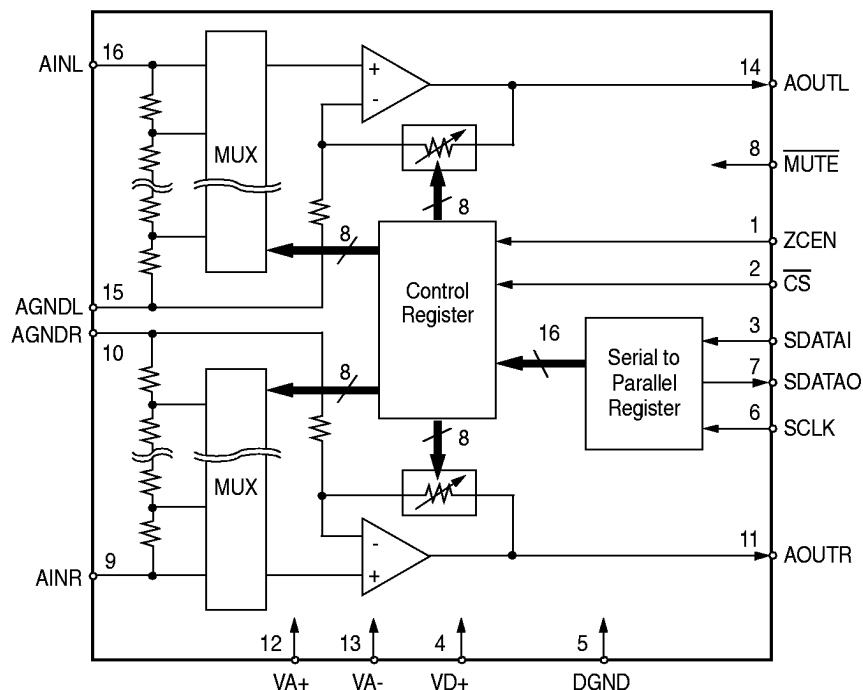 AINL
16
+
-
MUX
14
AOUTL
8
MUTE
8
8
1
ZCEN
2
CS
Control
Register
15
AGNDL
AGNDR
10
16
Serial to
Parallel
Register
3
SDATAI
7
SDATAO
6
SCLK
8
8
MUX
-
+
11
AOUTR
9
AINR
12
13
4
5
VA+
VA-
VD+
DGND